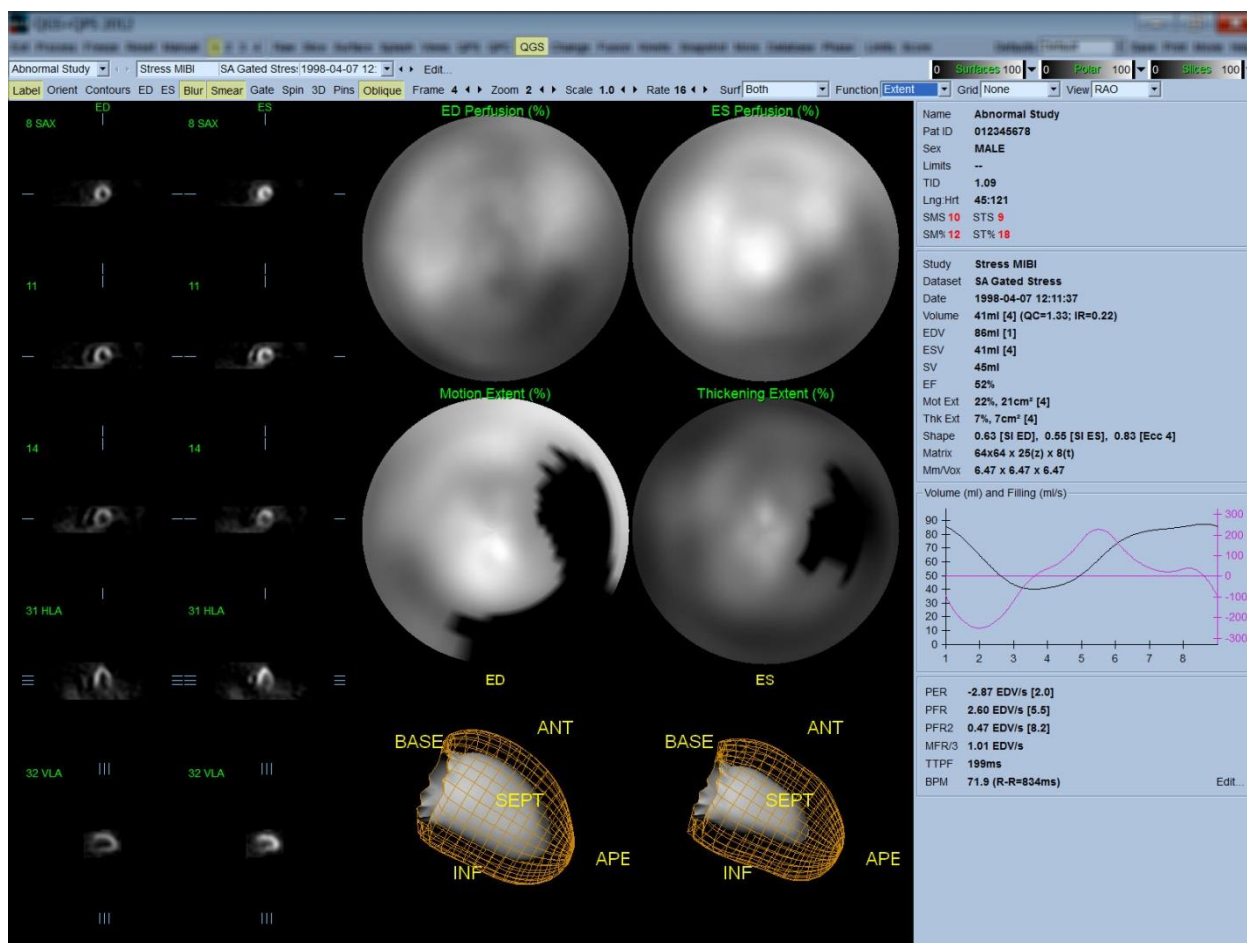 QGS+QPS 2012
QGS
Abnormal Study Stress MIBI SA Gated Stres: 1998-04-07 12: Edit...
0 Surfaces 100 0 Polar 100 0 Slices 100
Label Orient Contours ED ES Blur Smear Gate Spin 3D Pins Oblique Frame 4 Zoom 2 Scale 1.0 Rate 16 Surf Both Function Extent Grid None View RAO
ED ES
8 SAX 8 SAX
11 11
14 14
31 HLA 31 HLA
32 VLA 32 VLA
ED Perfusion (%) ES Perfusion (%)
Motion Extent (%) Thickening Extent (%)
ED ES
BASE ANT SEPT INF APE
BASE ANT SEPT INF APE
Name Abnormal Study
Pat ID 012345678
Sex MALE
Limits --
TID 1.09
Lng:Hrt 45:121
SMS 10 STS 9
SM% 12 ST% 18
Study Stress MIBI
Dataset SA Gated Stress
Date 1998-04-07 12:11:37
Volume 41ml [4] (QC=1.33; IR=0.22)
EDV 86ml [1]
ESV 41ml [4]
SV 45ml
EF 52%
Mot Ext 22%, 21cm² [4]
Thk Ext 7%, 7cm² [4]
Shape 0.63 [SI ED], 0.55 [SI ES], 0.83 [Ecc 4]
Matrix 64x64 x 25(z) x 8(t)
Mm/Vox 6.47 x 6.47 x 6.47
Volume (ml) and Filling (ml/s)
90 300
80 200
70
60 100
50 0
40
30 -100
20 -200
10
0 -300
1 2 3 4 5 6 7 8
PER -2.87 EDV/s [2.0]
PFR 2.60 EDV/s [5.5]
PFR2 0.47 EDV/s [8.2]
MFR/3 1.01 EDV/s
TTPF 199ms
BPM 71.9 (R-R=834ms) Edit...